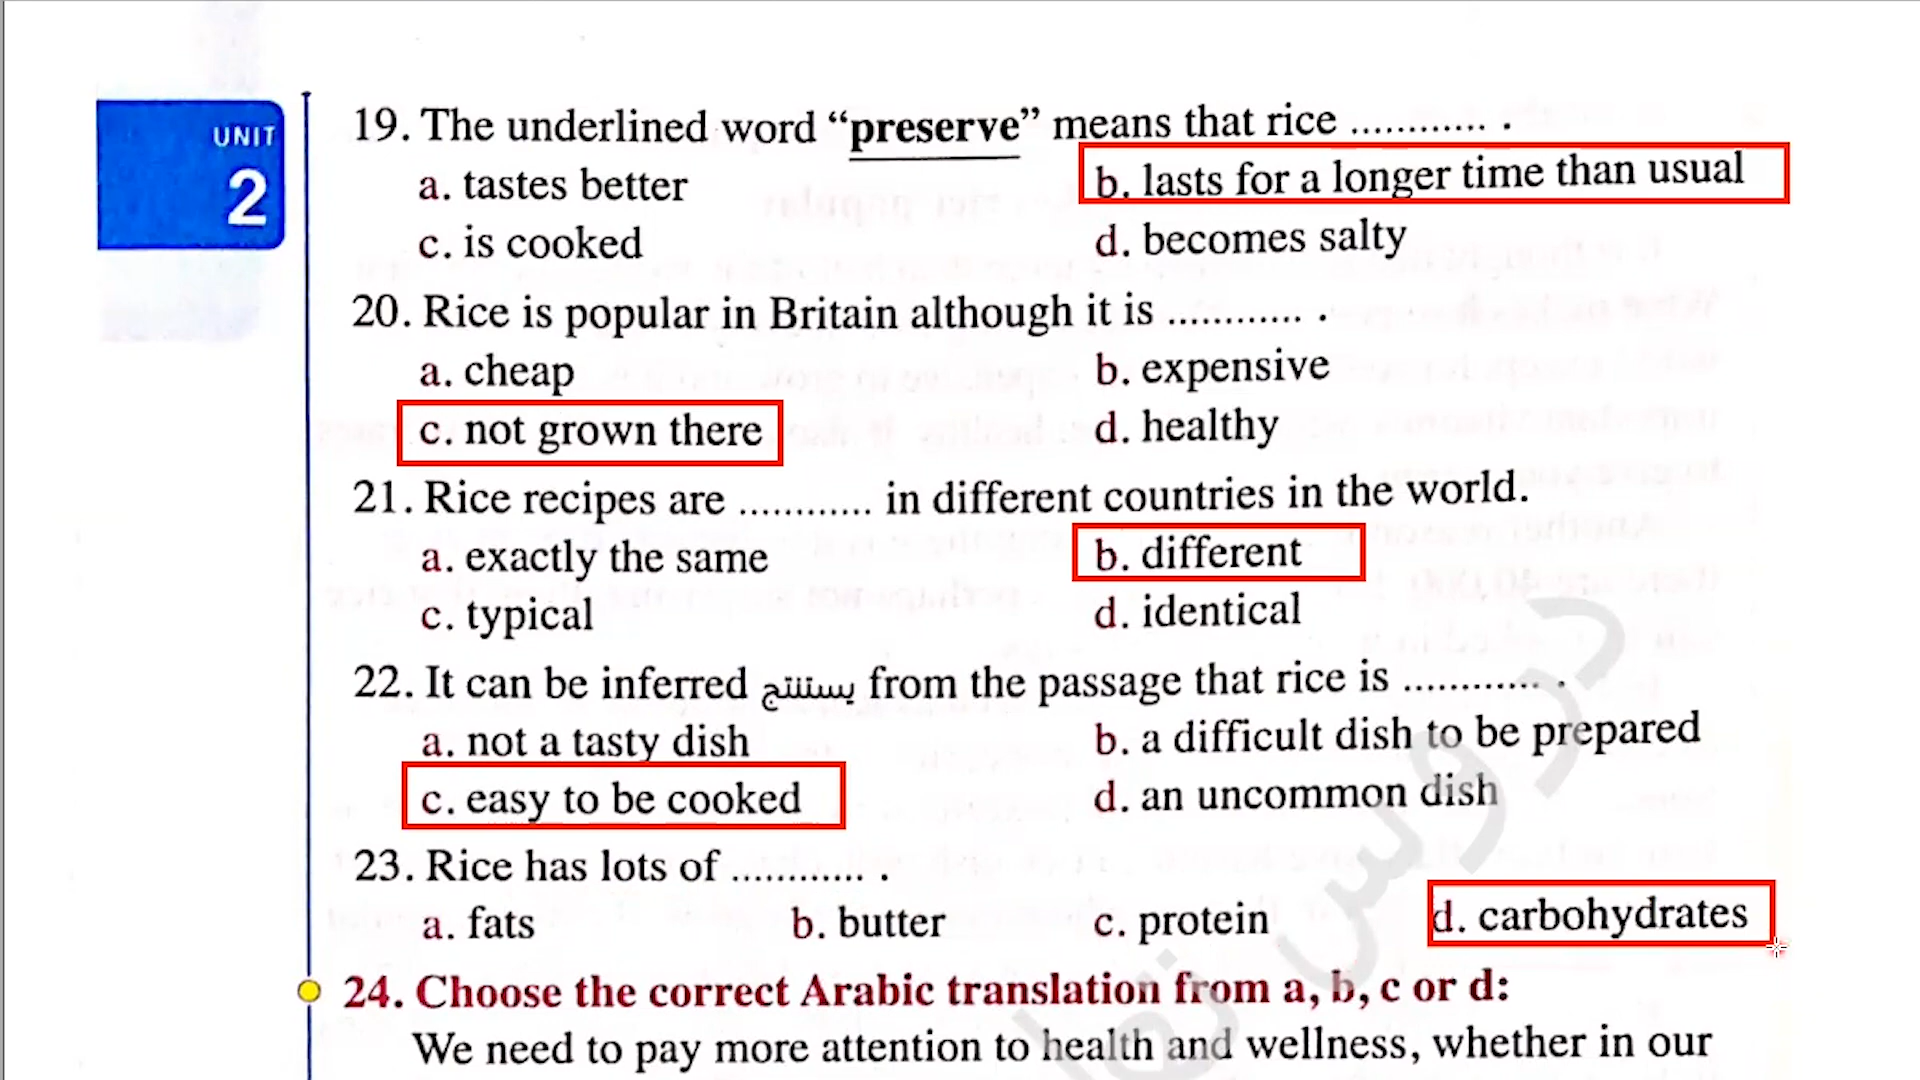 UNIT
2
19. The underlined word “preserve” means that rice ............ .
a. tastes better
b. lasts for a longer time than usual
c. is cooked
d. becomes salty
20. Rice is popular in Britain although it is ............ .
a. cheap
b. expensive
c. not grown there
d. healthy
21. Rice recipes are ............ in different countries in the world.
a. exactly the same
b. different
c. typical
d. identical
22. It can be inferred يستنتج from the passage that rice is ............ .
a. not a tasty dish
b. a difficult dish to be prepared
c. easy to be cooked
d. an uncommon dish
23. Rice has lots of ............ .
a. fats b. butter c. protein d. carbohydrates
24. Choose the correct Arabic translation from a, b, c or d:
We need to pay more attention to health and wellness, whether in our
دروس